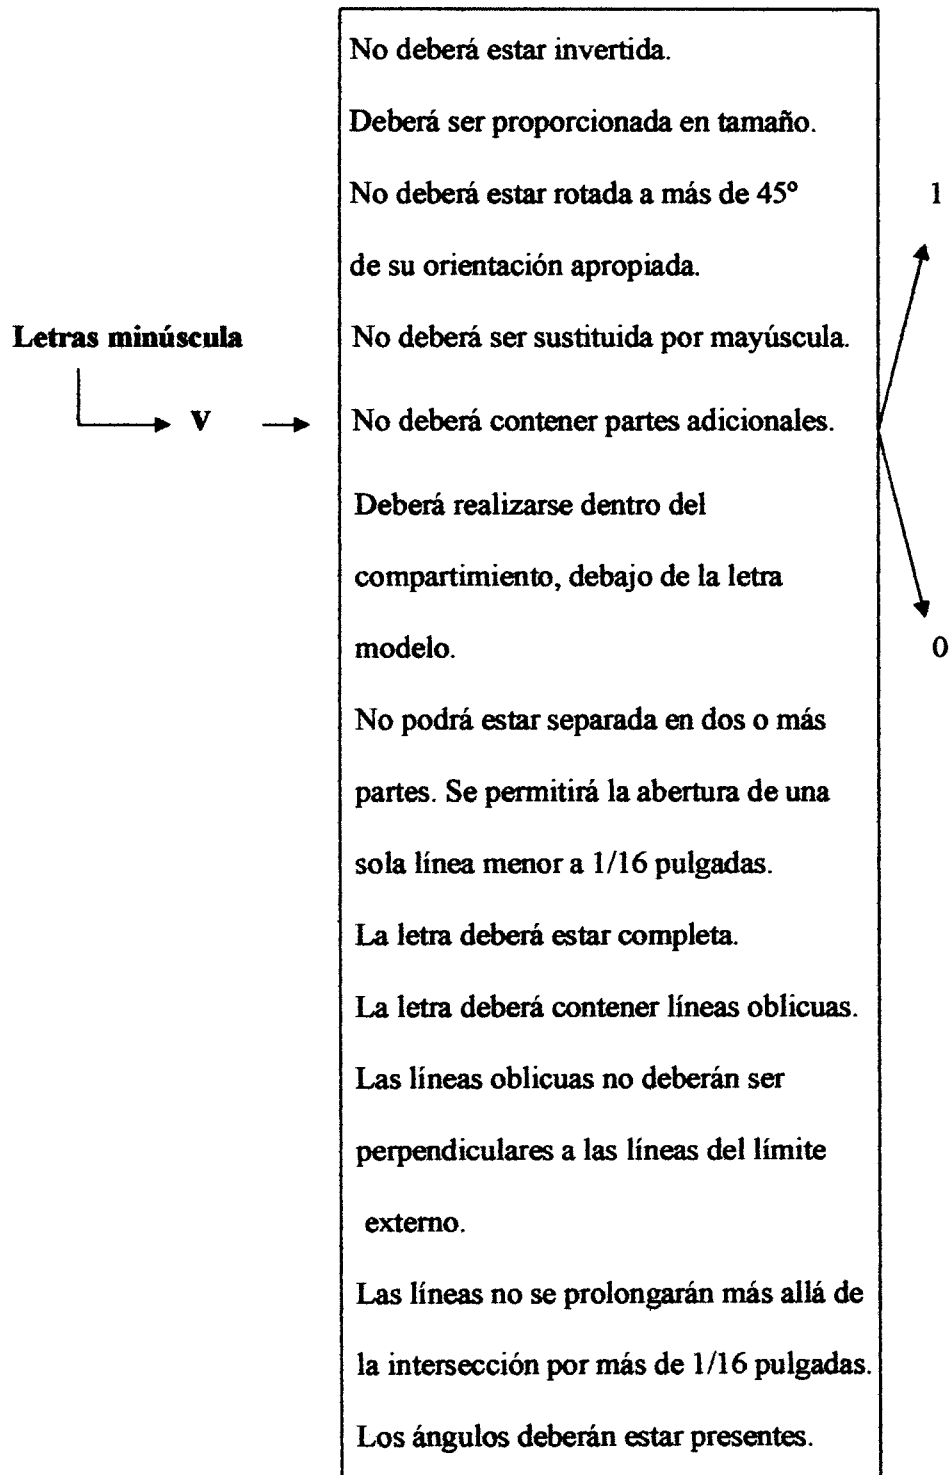 No deberá estar invertida.
Deberá ser proporcionada en tamaño.
No deberá estar rotada a más de 45º
1
de su orientación apropiada.
Letras minúscula
No deberá ser sustituida por mayúscula.
v
No deberá contener partes adicionales.
Deberá realizarse dentro del
compartimiento, debajo de la letra
modelo.
0
No podrá estar separada en dos o más
partes. Se permitirá la abertura de una
sola línea menor a 1/16 pulgadas.
La letra deberá estar completa.
La letra deberá contener líneas oblicuas.
Las líneas oblicuas no deberán ser
perpendiculares a las líneas del límite
externo.
Las líneas no se prolongarán más allá de
la intersección por más de 1/16 pulgadas.
Los ángulos deberán estar presentes.